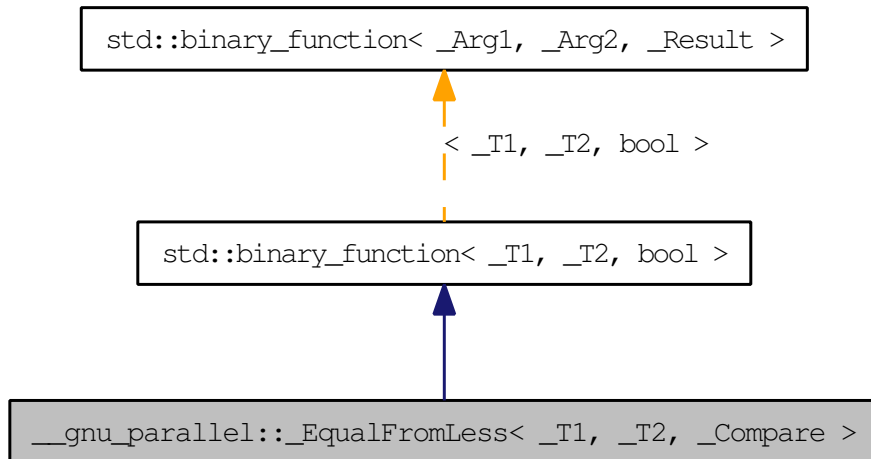 std::binary_function< _Arg1, _Arg2, _Result >
< _T1, _T2, bool >
std::binary_function< _T1, _T2, bool >
__gnu_parallel::_EqualFromLess< _T1, _T2, _Compare >